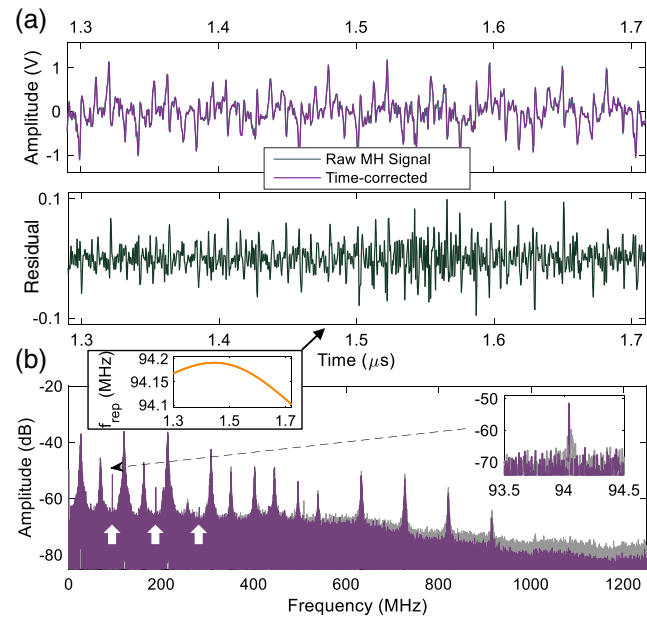 (a)
1.3 1.4 1.5 1.6 1.7
Amplitude (V)
1
0
-1
Raw MH Signal
Time-corrected
Residual
0.1
-0.1
1.3 1.4 1.5 1.6 1.7
Time (μs)
(b)
f_rep (MHz)
94.2
94.15
94.1
1.3 1.5 1.7
Amplitude (dB)
-20
-40
-60
-80
-50
-60
-70
93.5 94 94.5
0 200 400 600 800 1000 1200
Frequency (MHz)